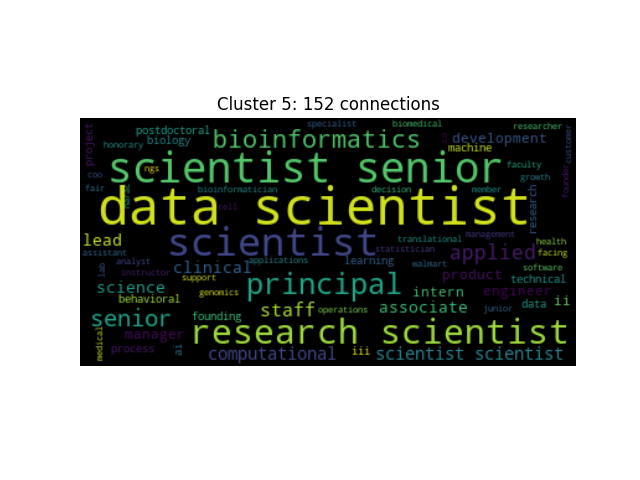 Cluster 5: 152 connections
specialist biomedical researcher
postdoctoral
honorary biology bioinformatics development
project machine customer
scientist senior faculty
coo ngs growth
fair bioinformatician decision member founder
data scientist research
cell
lead scientist translational management health
statistician applied facing
assistant applications walmart
lab analyst clinical learning product software
instructor support technical
science genomics principal intern engineer
behavioral data ii
staff operations associate junior
senior founding
manager research scientist
medical process ai computational iii scientist scientist